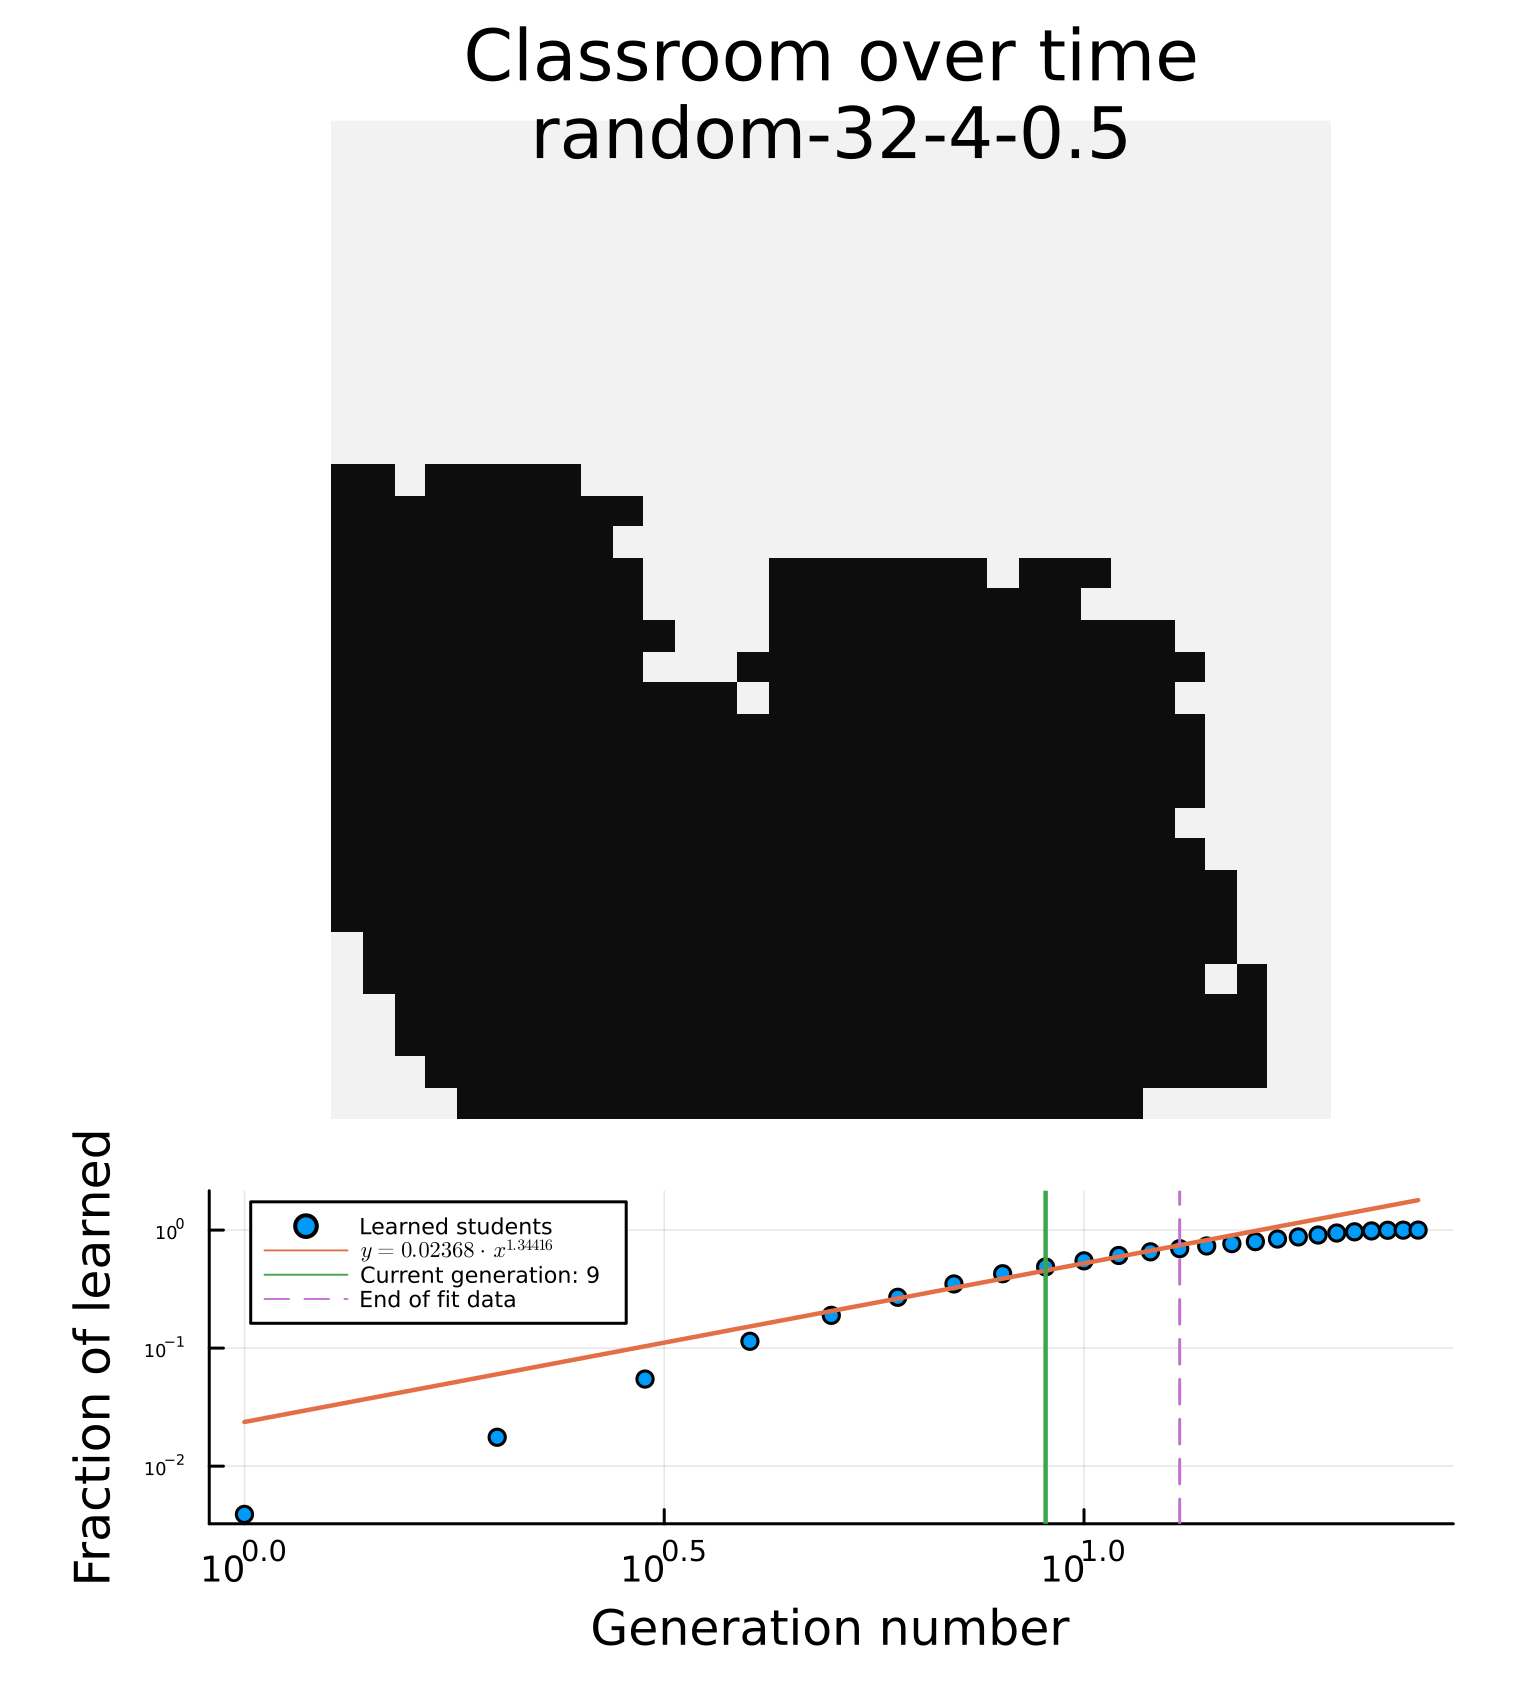 Classroom over time
random-32-4-0.5
Fraction of learned
10⁰
10⁻¹
10⁻²
Learned students
y = 0.02368 · x^1.34416
Current generation: 9
End of fit data
10^0.0
10^0.5
10^1.0
Generation number